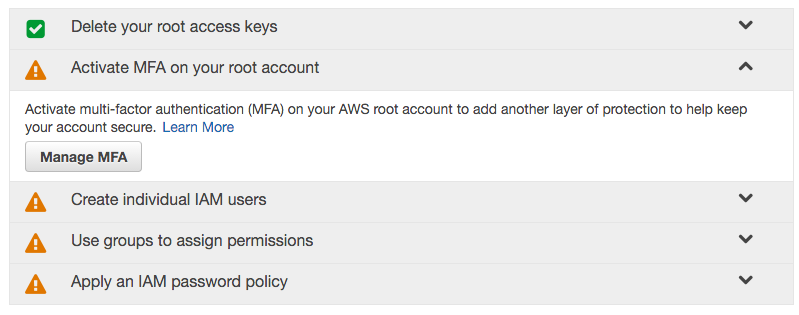 Delete your root access keys
Activate MFA on your root account
Activate multi-factor authentication (MFA) on your AWS root account to add another layer of protection to help keep
your account secure. Learn More
Manage MFA
Create individual IAM users
Use groups to assign permissions
Apply an IAM password policy